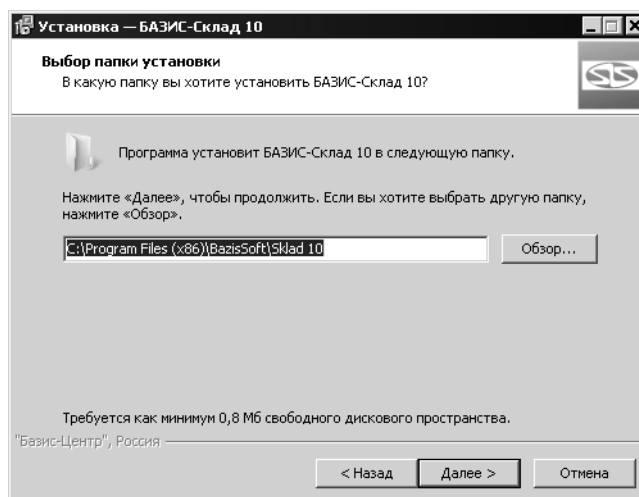 Установка — БАЗИС-Склад 10
Выбор папки установки
В какую папку вы хотите установить БАЗИС-Склад 10?
Программа установит БАЗИС-Склад 10 в следующую папку.
Нажмите «Далее», чтобы продолжить. Если вы хотите выбрать другую папку,
нажмите «Обзор».
C:\Program Files (x86)\BazisSoft\Sklad 10
Обзор...
Требуется как минимум 0,8 Мб свободного дискового пространства.
"Базис-Центр", Россия
< Назад
Далее >
Отмена